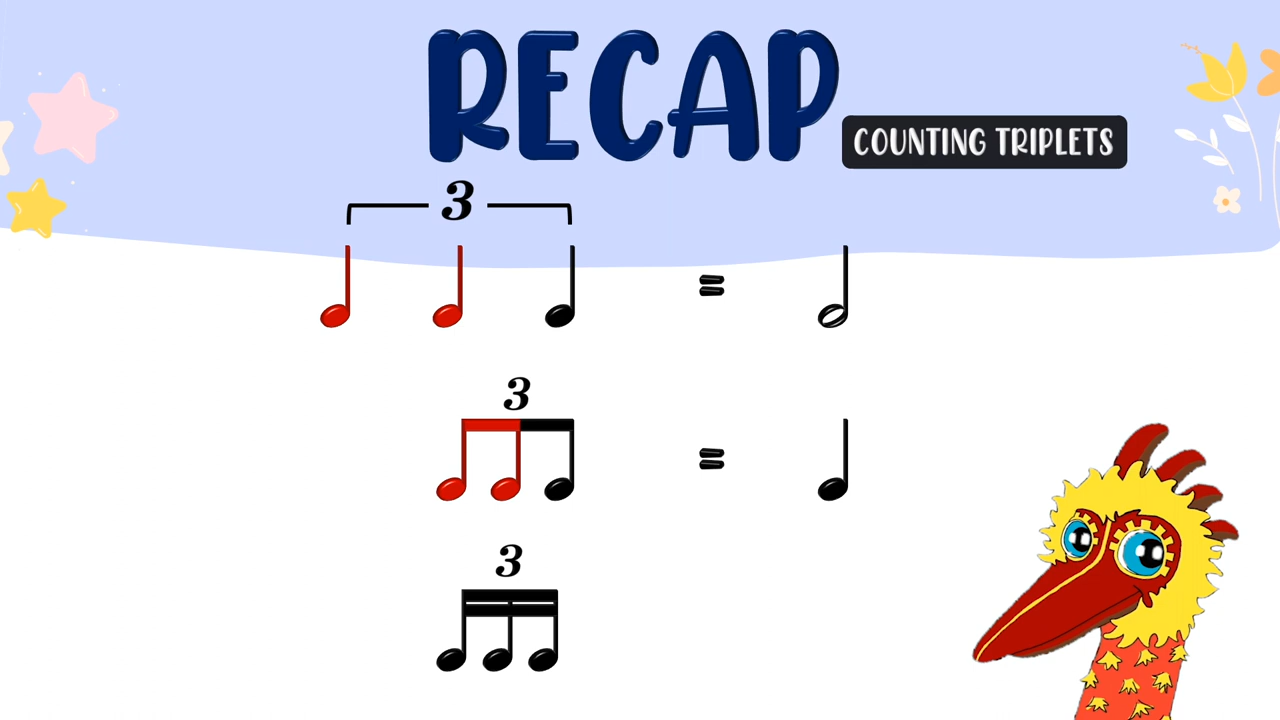 RECAP
COUNTING TRIPLETS
3
=
3
=
3